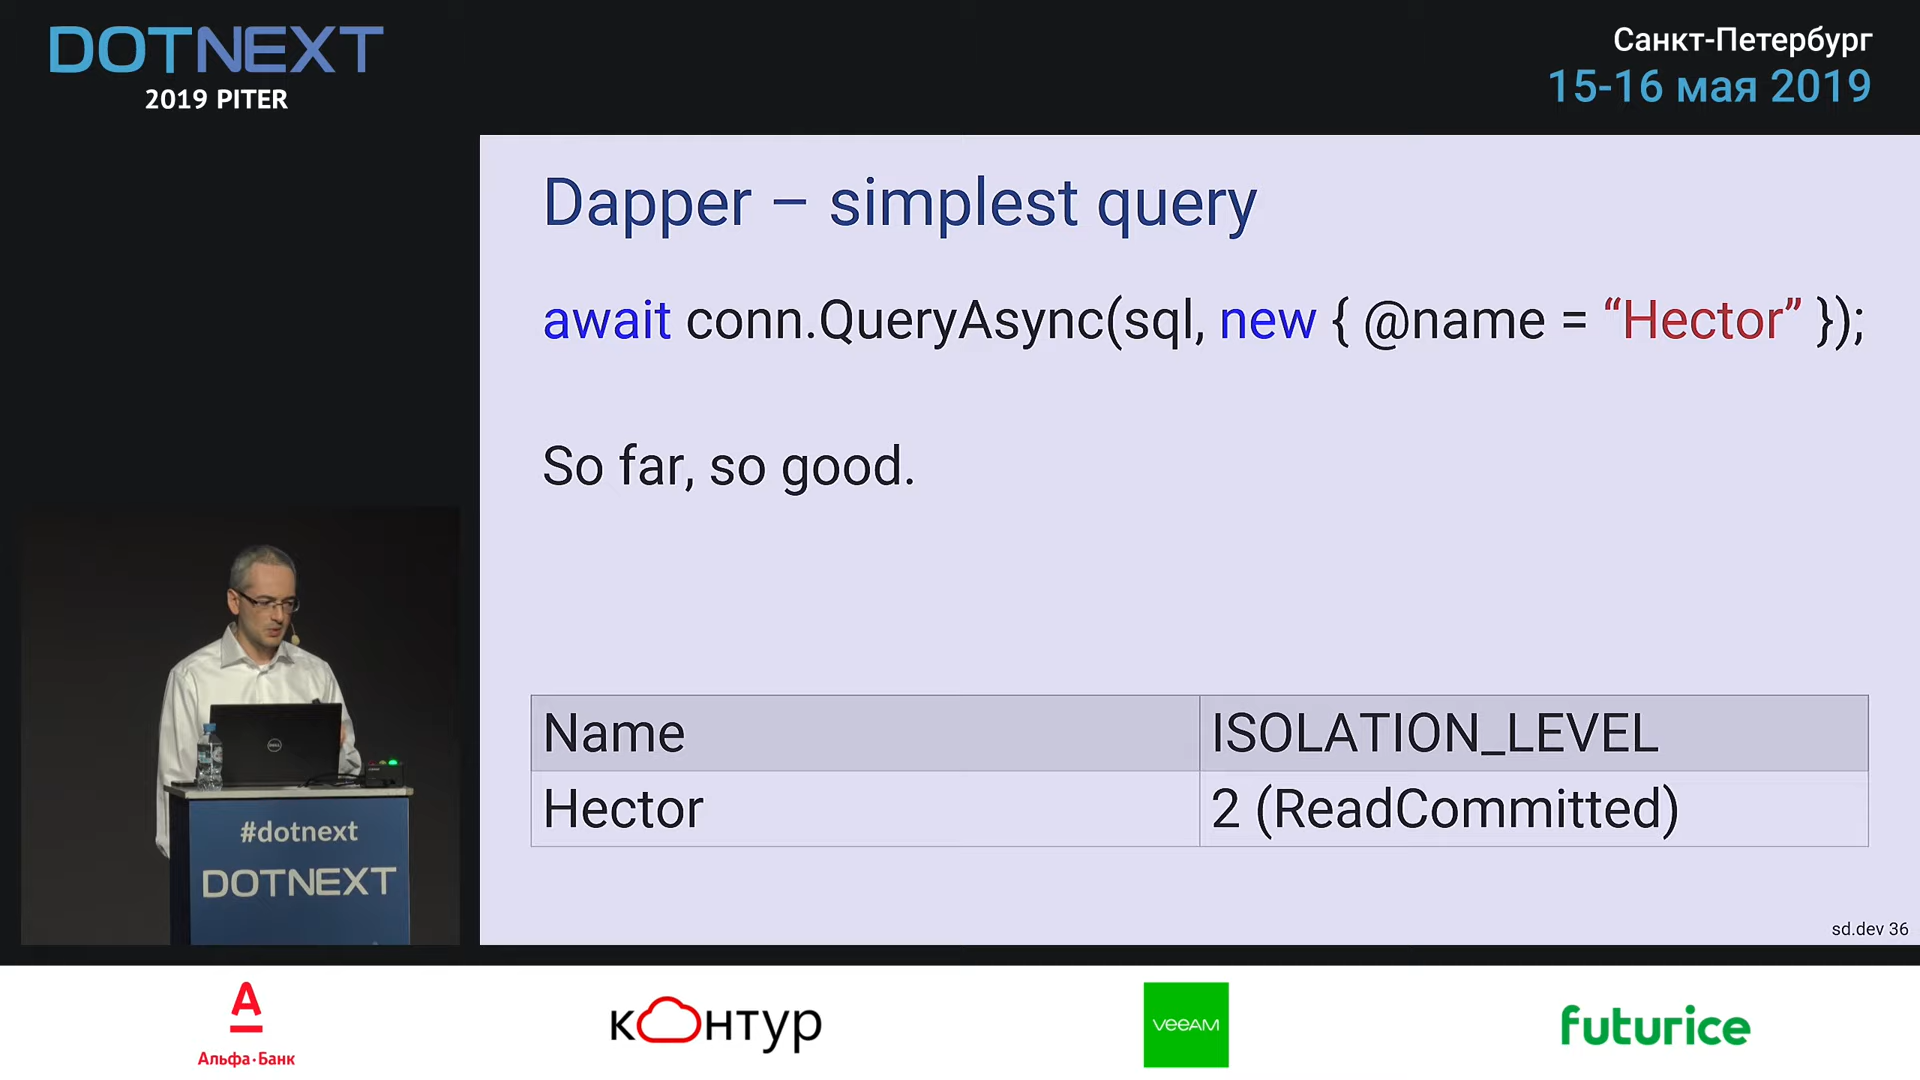 DOTNEXT
2019 PITER
Санкт-Петербург
15-16 мая 2019
Dapper – simplest query
await conn.QueryAsync(sql, new { @name = “Hector” });
So far, so good.
Name ISOLATION_LEVEL
Hector 2 (ReadCommitted)
sd.dev 36
DELL
#dotnext
DOTNEXT
А
Альфа·Банк
контур
veeam
futurice